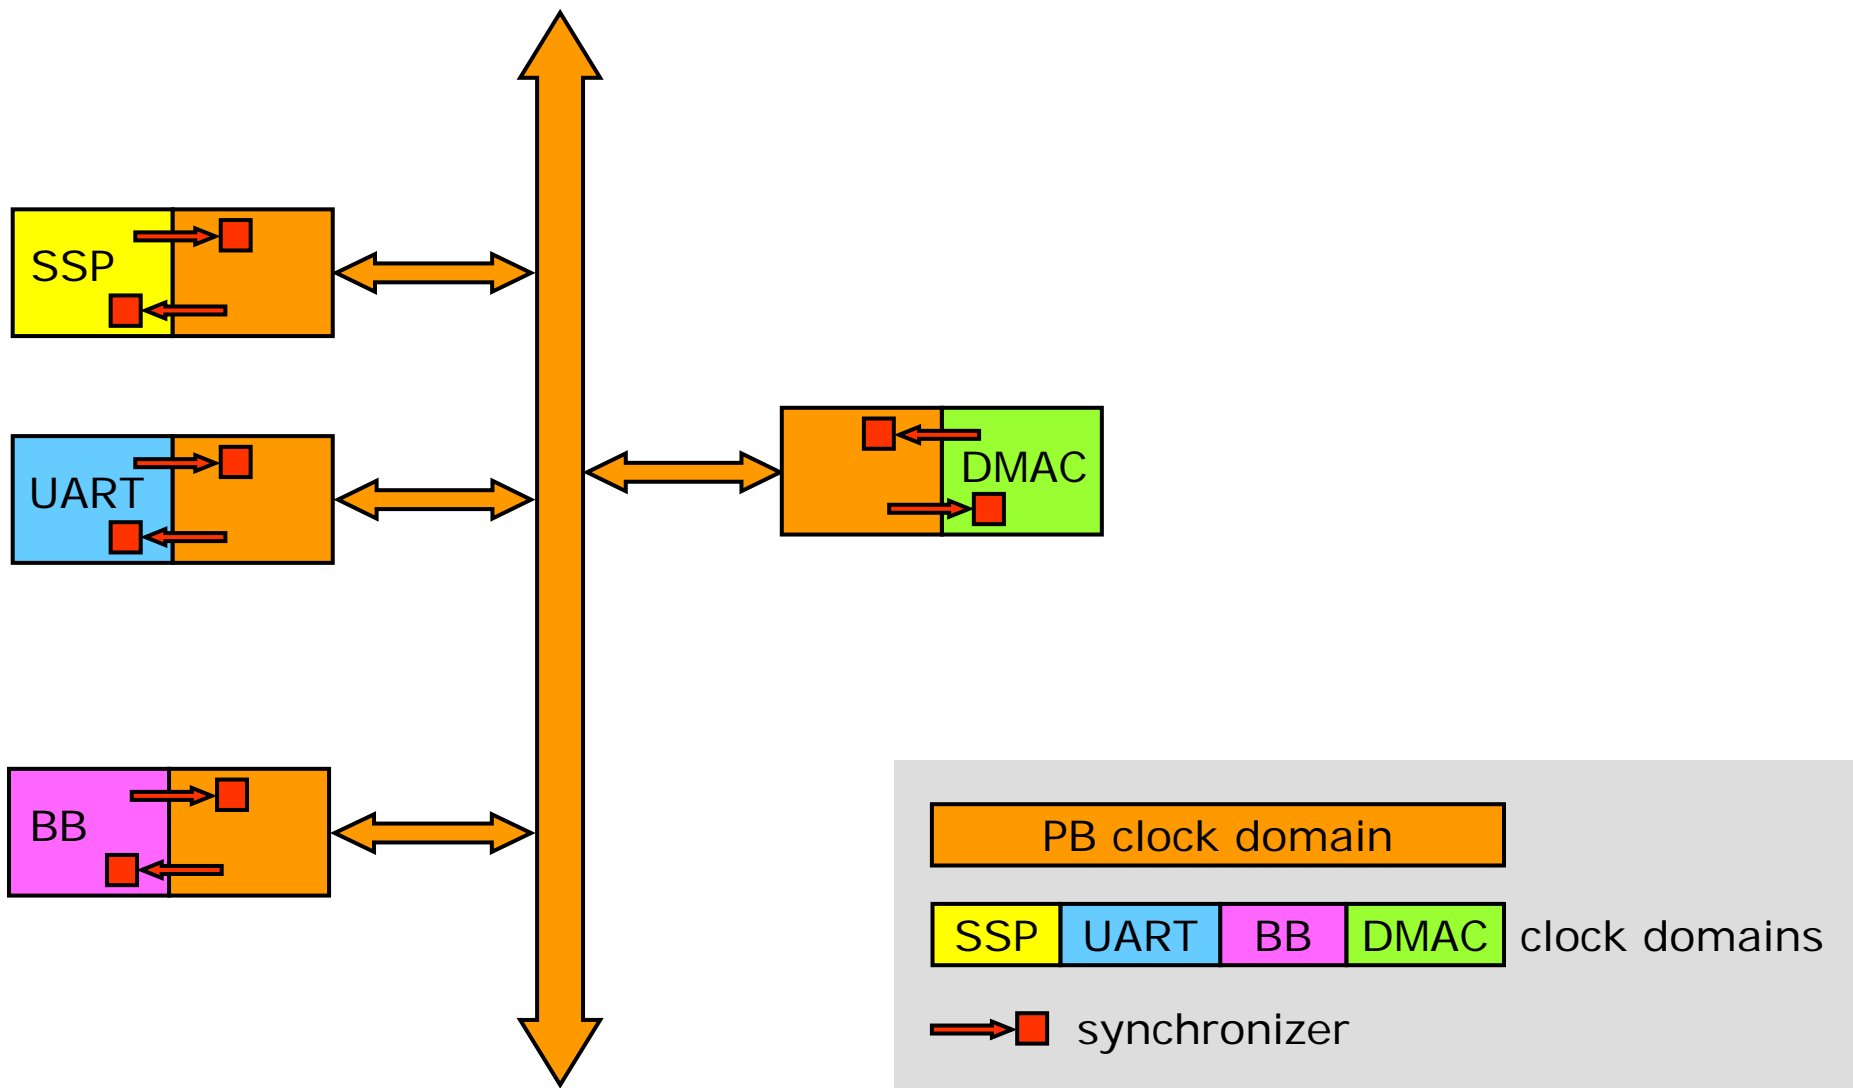 SSP
UART
DMAC
BB
PB clock domain
SSP UART BB DMAC clock domains
synchronizer